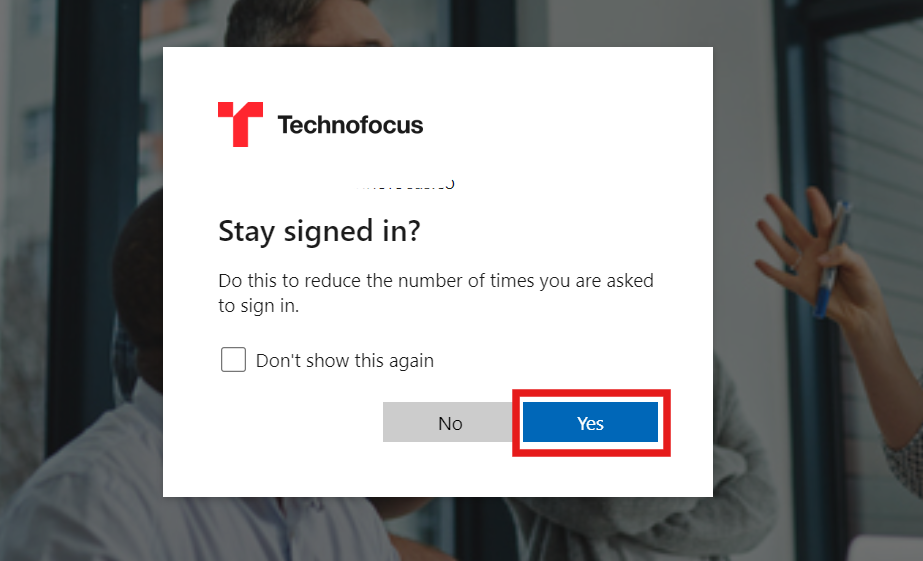 Technofocus
Stay signed in?
Do this to reduce the number of times you are asked
to sign in.
Don't show this again
No
Yes